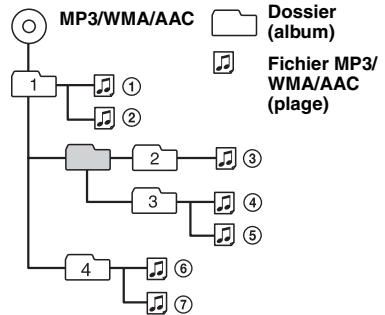 MP3/WMA/AAC
Dossier
(album)
Fichier MP3/
WMA/AAC
(plage)
1
①
②
2
③
3
④
⑤
4
⑥
⑦